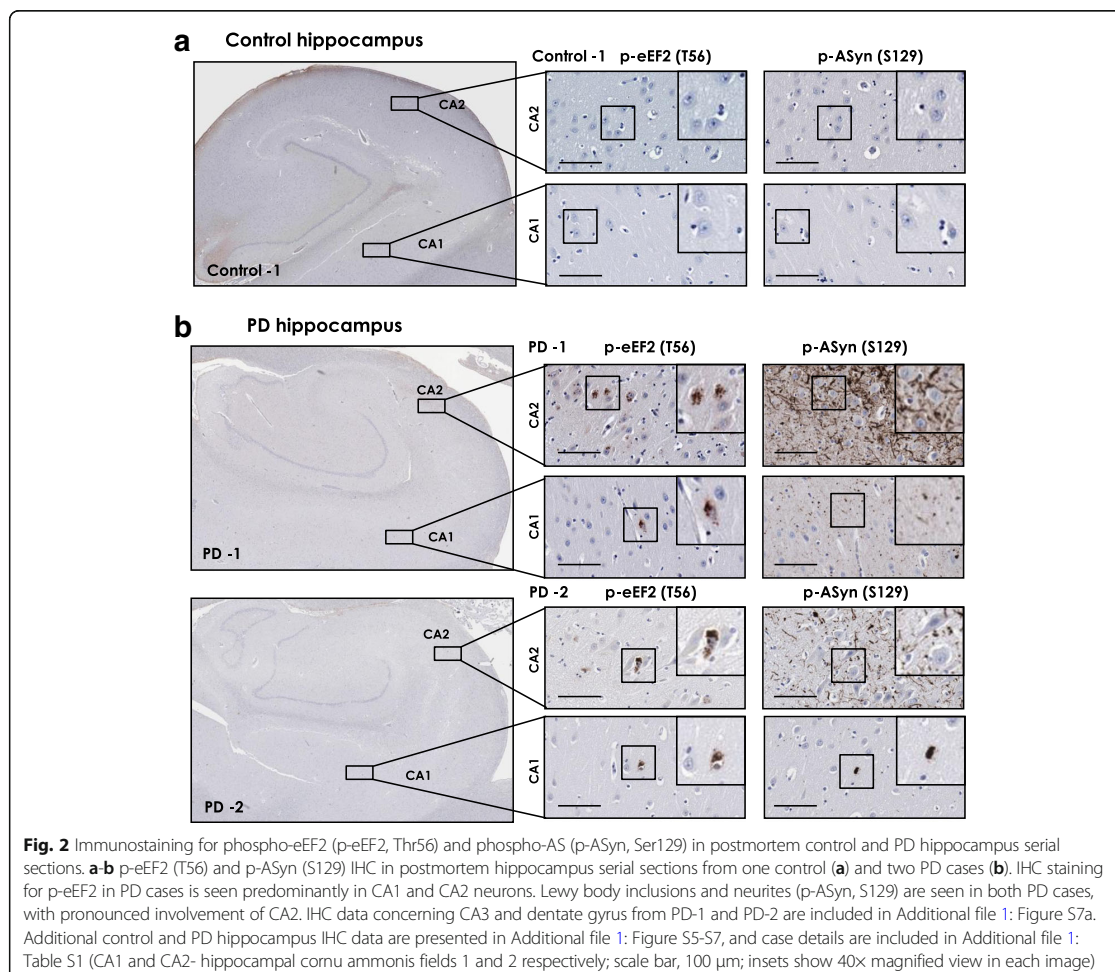 a Control hippocampus
Control -1 p-eEF2 (T56) p-ASyn (S129)
CA2
CA2
CA1
CA1
Control -1
b PD hippocampus
PD -1 p-eEF2 (T56) p-ASyn (S129)
CA2
CA2
CA1
CA1
PD -1
PD -2 p-eEF2 (T56) p-ASyn (S129)
CA2
CA2
CA1
CA1
PD -2
Fig. 2 Immunostaining for phospho-eEF2 (p-eEF2, Thr56) and phospho-AS (p-ASyn, Ser129) in postmortem control and PD hippocampus serial
sections. a-b p-eEF2 (T56) and p-ASyn (S129) IHC in postmortem hippocampus serial sections from one control (a) and two PD cases (b). IHC staining
for p-eEF2 in PD cases is seen predominantly in CA1 and CA2 neurons. Lewy body inclusions and neurites (p-ASyn, S129) are seen in both PD cases,
with pronounced involvement of CA2. IHC data concerning CA3 and dentate gyrus from PD-1 and PD-2 are included in Additional file 1: Figure S7a.
Additional control and PD hippocampus IHC data are presented in Additional file 1: Figure S5-S7, and case details are included in Additional file 1:
Table S1 (CA1 and CA2- hippocampal cornu ammonis fields 1 and 2 respectively; scale bar, 100 μm; insets show 40× magnified view in each image)